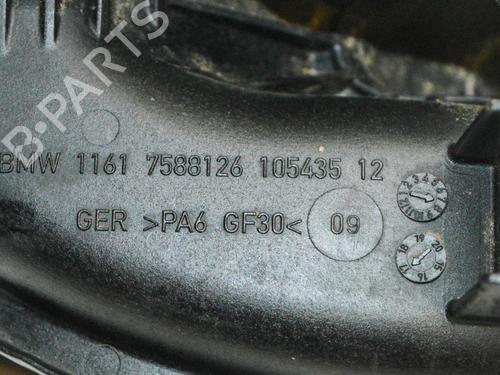 B-PARTS
BMW 1161 7588126 105435 12
GER >PA6 GF30< 09